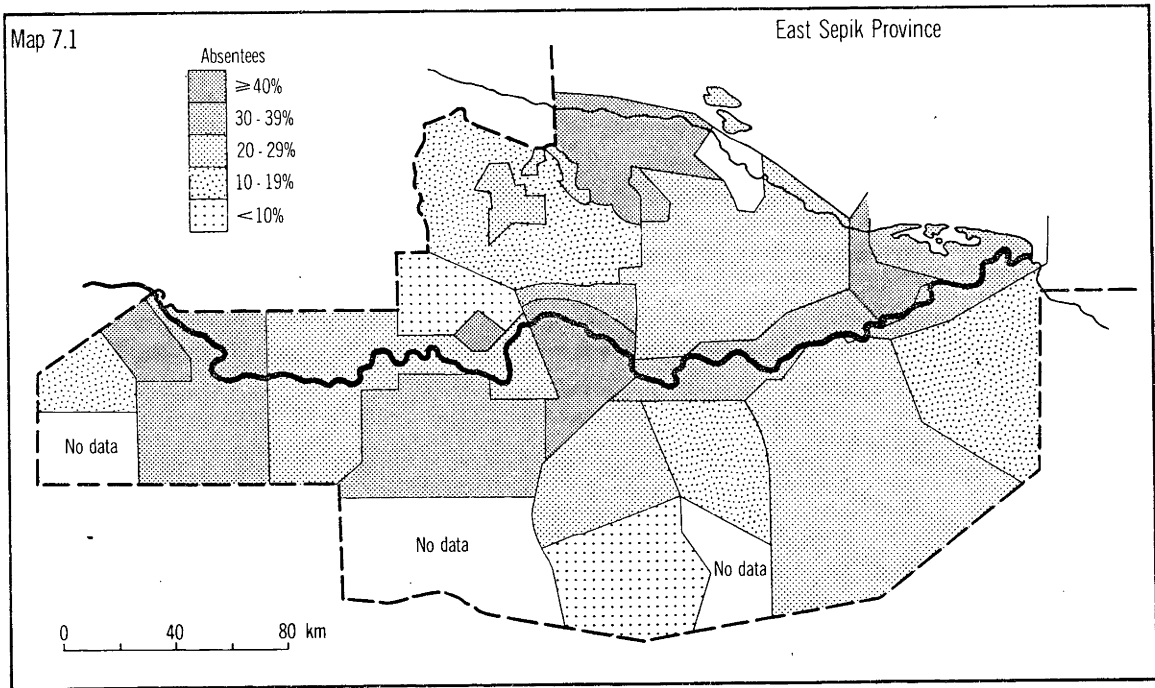 Map 7.1
East Sepik Province
Absentees
⩾40%
30 - 39%
20 - 29%
10 - 19%
<10%
No data
No data
No data
0 40 80 km